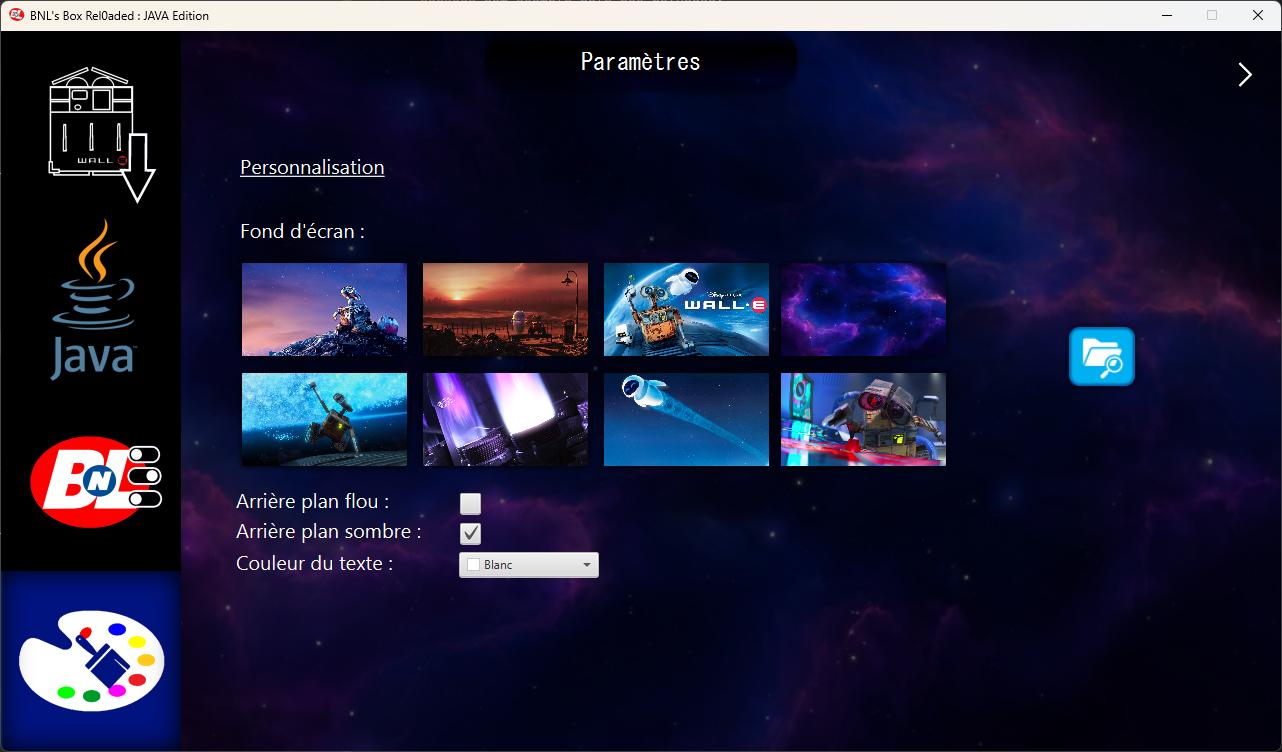 BNL's Box Rel0aded : JAVA Edition
Paramètres
WALL E
Personnalisation
Fond d'écran :
WALL·E
Java
BNL
Arrière plan flou :
Arrière plan sombre :
Couleur du texte :
Blanc